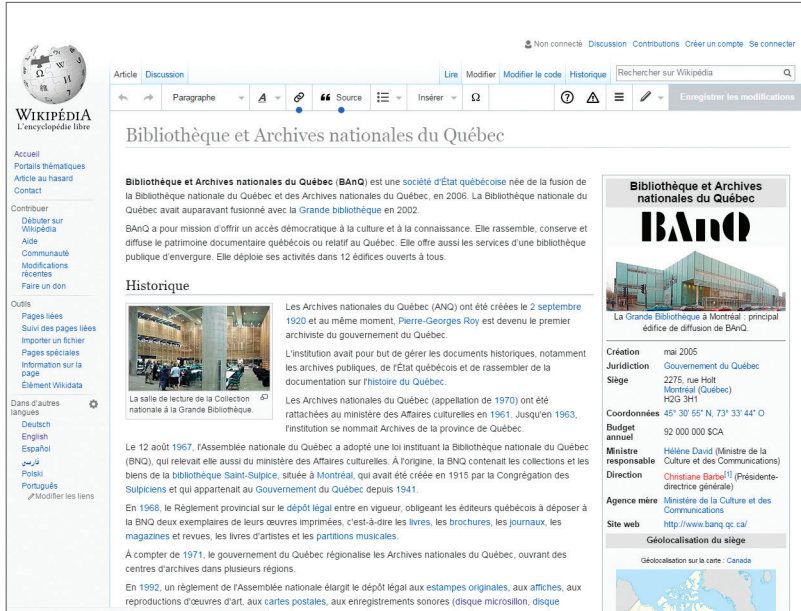 Non connecté Discussion Contributions Créer un compte Se connecter
WIKIPÉDIA
L'encyclopédie libre
Article Discussion
Lire Modifier Modifier le code Historique Rechercher sur Wikipédia
Paragraphe A Source Insérer Ω Enregistrer les modifications
Accueil
Portails thématiques
Article au hasard
Contact
Contribuer
Débuter sur
Wikipédia
Aide
Communauté
Modifications
récentes
Faire un don
Outils
Pages liées
Suivi des pages liées
Importer un fichier
Pages spéciales
Information sur la
page
Élément Wikidata
Dans d'autres
langues
Deutsch
English
Español
فارسی
Polski
Português
Modifier les liens
Bibliothèque et Archives nationales du Québec
Bibliothèque et Archives nationales du Québec (BAnQ) est une société d'État québécoise née de la fusion de
la Bibliothèque nationale du Québec et des Archives nationales du Québec, en 2006. La Bibliothèque nationale du
Québec avait auparavant fusionné avec la Grande bibliothèque en 2002.
BAnQ a pour mission d'offrir un accès démocratique à la culture et à la connaissance. Elle rassemble, conserve et
diffuse le patrimoine documentaire québécois ou relatif au Québec. Elle offre aussi les services d'une bibliothèque
publique d'envergure. Elle déploie ses activités dans 12 édifices ouverts à tous.
Historique
La salle de lecture de la Collection
nationale à la Grande Bibliothèque.
Les Archives nationales du Québec (ANQ) ont été créées le 2 septembre
1920 et au même moment, Pierre-Georges Roy est devenu le premier
archiviste du gouvernement du Québec.
L'institution avait pour but de gérer les documents historiques, notamment
les archives publiques, de l'État québécois et de rassembler de la
documentation sur l'histoire du Québec.
Les Archives nationales du Québec (appellation de 1970) ont été
rattachées au ministère des Affaires culturelles en 1961. Jusqu'en 1963,
l'institution se nommait Archives de la province de Québec.
Le 12 août 1967, l'Assemblée nationale du Québec a adopté une loi instituant la Bibliothèque nationale du Québec
(BNQ), qui relevait elle aussi du ministère des Affaires culturelles. À l'origine, la BNQ contenait les collections et les
biens de la bibliothèque Saint-Sulpice, située à Montréal, qui avait été créée en 1915 par la Congrégation des
Sulpiciens et qui appartenait au Gouvernement du Québec depuis 1941.
En 1968, le Règlement provincial sur le dépôt légal entre en vigueur, obligeant les éditeurs québécois à déposer à
la BNQ deux exemplaires de leurs œuvres imprimées, c'est-à-dire les livres, les brochures, les journaux, les
magazines et revues, les livres d'artistes et les partitions musicales.
À compter de 1971, le gouvernement du Québec régionalise les Archives nationales du Québec, ouvrant des
centres d'archives dans plusieurs régions.
En 1992, un règlement de l'Assemblée nationale élargit le dépôt légal aux estampes originales, aux affiches, aux
reproductions d'œuvres d'art, aux cartes postales, aux enregistrements sonores (disque microsillon, disque
Bibliothèque et Archives
nationales du Québec
BAnQ
La Grande Bibliothèque à Montréal : principal
édifice de diffusion de BAnQ.
Création mai 2005
Juridiction Gouvernement du Québec
Siège 2275, rue Holt
Montréal (Québec)
H2G 3H1
Coordonnées 45° 30′ 55″ N, 73° 33′ 44″ O
Budget
annuel 92 000 000 $CA
Ministre
responsable Hélène David (Ministre de la
Culture et des Communications)
Direction Christiane Barbe[1] (Présidente-
directrice générale)
Agence mère Ministère de la Culture et des
Communications
Site web http://www.banq.qc.ca/
Géolocalisation du siège
Géolocalisation sur la carte : Canada